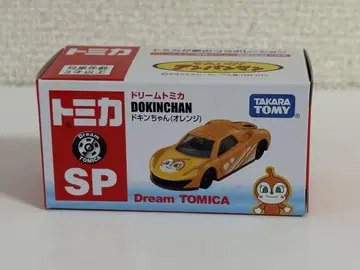 トミカ
Dream
TOMICA
SP
ドリームトミカ
DOKINCHAN
ドキンちゃん(オレンジ)
TAKARA
TOMY
Dream TOMICA